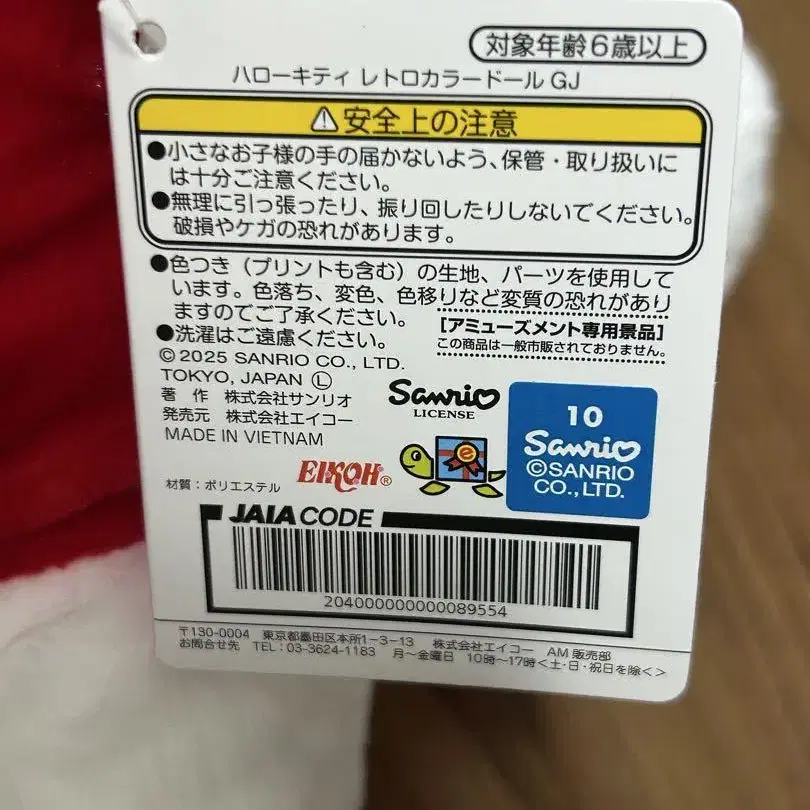 対象年齢6歳以上
ハローキティ レトロカラードール GJ
⚠安全上の注意
●小さなお子様の手の届かないよう、保管・取り扱いに
は十分ご注意ください。
●無理に引っ張ったり、振り回したりしないでください。
破損やケガの恐れがあります。
●色つき(プリントも含む)の生地、パーツを使用して
います。色落ち、変色、色移りなど変質の恐れがあり
ますのでご了承ください。
●洗濯はご遠慮ください。
[アミューズメント専用景品]
この商品は一般市販されておりません。
©2025 SANRIO CO., LTD.
TOKYO, JAPAN Ⓛ
著 作 株式会社サンリオ
発売元 株式会社エイコー
MADE IN VIETNAM
Sanrio
LICENSE
10
Sanrio
©SANRIO
CO., LTD.
EIKOH®
e
材質:ポリエステル
JAIA CODE
2040000000000089554
〒130-0004 東京都墨田区本所1-3-13 株式会社エイコー AM販売部
お問合せ先 TEL:03-3624-1183 月~金曜日 10時~17時<土・日・祝日を除く>